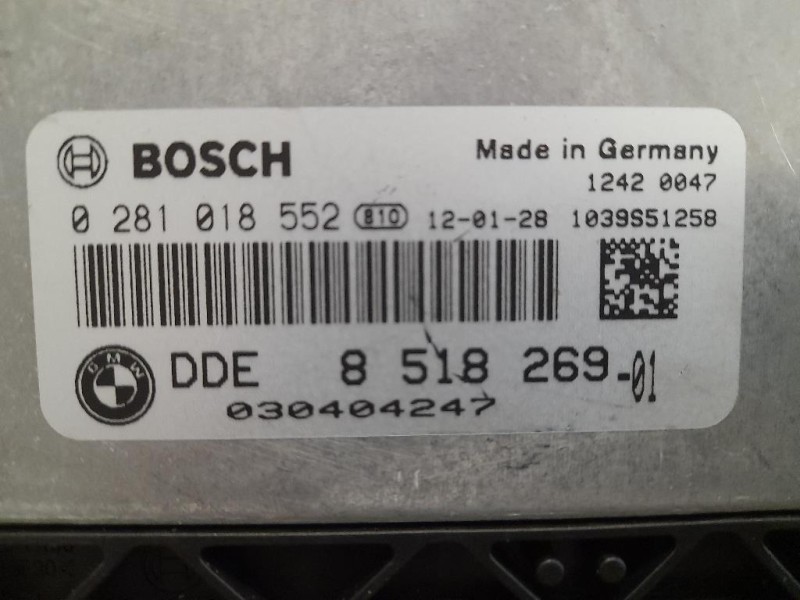 BOSCH
Made in Germany
1242 0047
0 281 018 552 810 12-01-28 1039S51258
BMW
DDE 8 518 269-01
030404247